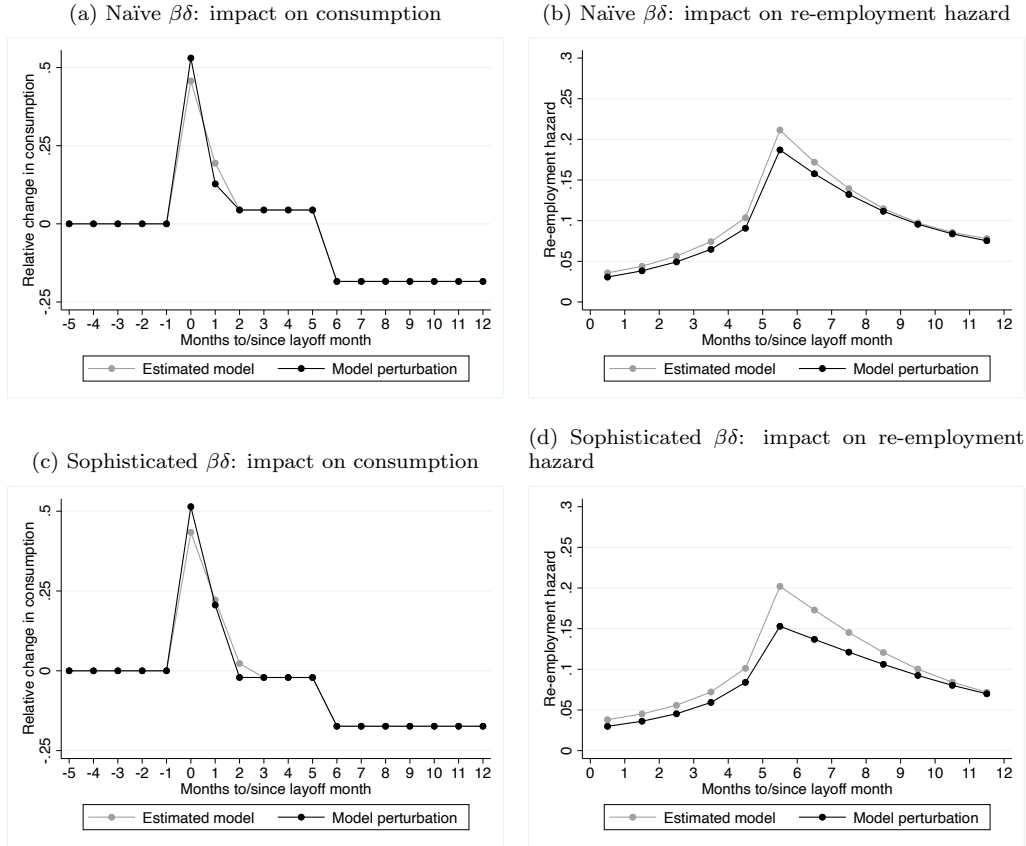 (a) Naïve βδ: impact on consumption
Relative change in consumption
.5
.25
0
-.25
-5 -4 -3 -2 -1 0 1 2 3 4 5 6 7 8 9 10 11 12
Months to/since layoff month
Estimated model Model perturbation
(b) Naïve βδ: impact on re-employment hazard
Re-employment hazard
.3
.25
.2
.15
.1
.05
0
0 1 2 3 4 5 6 7 8 9 10 11 12
Months to/since layoff month
Estimated model Model perturbation
(c) Sophisticated βδ: impact on consumption
Relative change in consumption
.5
.25
0
-.25
-5 -4 -3 -2 -1 0 1 2 3 4 5 6 7 8 9 10 11 12
Months to/since layoff month
Estimated model Model perturbation
(d) Sophisticated βδ: impact on re-employment
hazard
Re-employment hazard
.3
.25
.2
.15
.1
.05
0
0 1 2 3 4 5 6 7 8 9 10 11 12
Months to/since layoff month
Estimated model Model perturbation